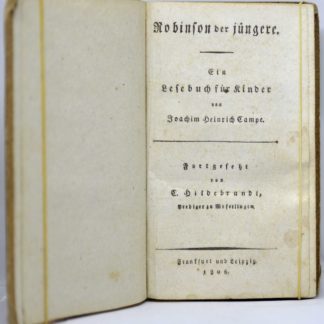 Robinson der jüngere.
Ein
Lesebuch für Kinder
von
Joachim Heinrich Campe.
Fortgesetzt
von
C. Hildebrandt,
Prediger zu Weferlingen.
Frankfurt und Leipzig.
1806.